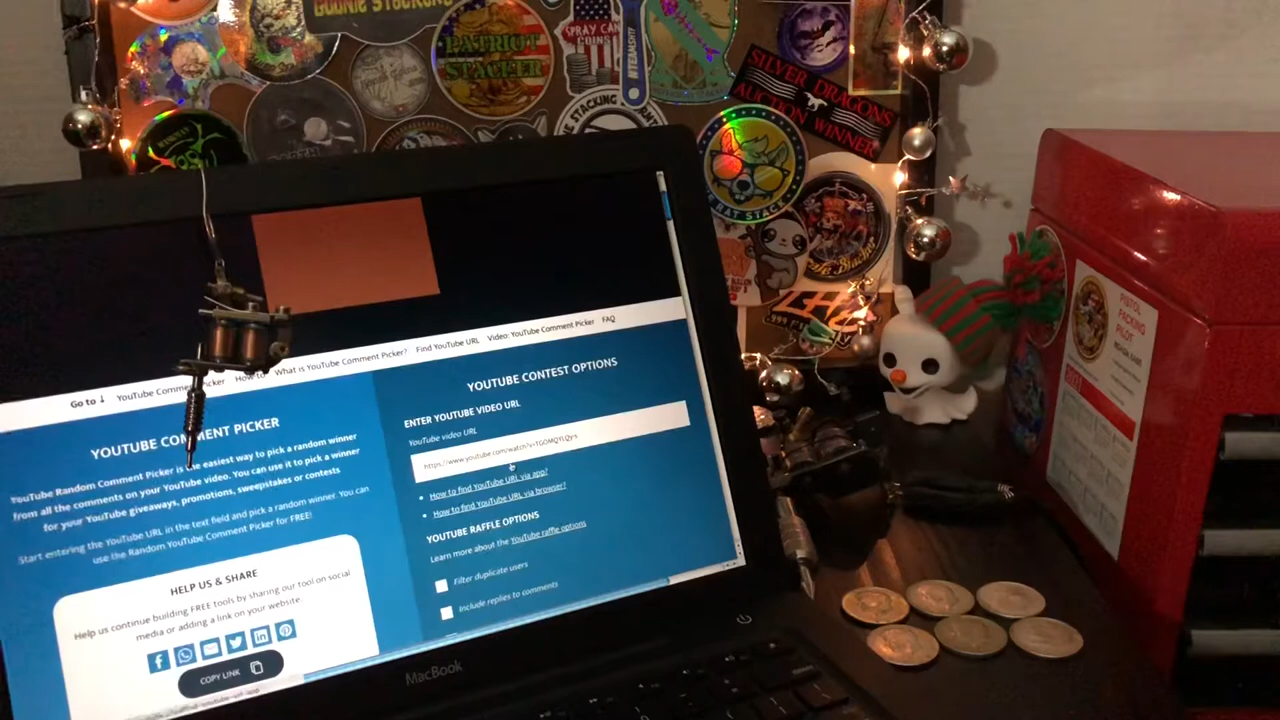 GOONIE STACKERS
PATRIOT
STACKER
SPRAY CAN
COINS
#TEAMSHTF
SILVER DRAGONS
AUCTION WINNER
THE STACKING
RAT STACK
.999
PISTOL
PACKING
PILOT
Go to ↓ YouTube Comment Picker How-to? What is YouTube Comment Picker? Find YouTube URL Video: YouTube Comment Picker FAQ
YOUTUBE COMMENT PICKER
YouTube Random Comment Picker is the easiest way to pick a random winner
from all the comments on your YouTube video. You can use it to pick a winner
for your YouTube giveaways, promotions, sweepstakes or contests
Start entering the YouTube URL in the text field and pick a random winner. You can
use the Random YouTube Comment Picker for FREE!
HELP US & SHARE
Help us continue building FREE tools by sharing our tool on social
media or adding a link on your website.
COPY LINK
YOUTUBE CONTEST OPTIONS
ENTER YOUTUBE VIDEO URL
YouTube video URL
How to find YouTube URL via app?
How to find YouTube URL via browser?
YOUTUBE RAFFLE OPTIONS
Learn more about the YouTube raffle options
Filter duplicate users
Include replies to comments
MacBook